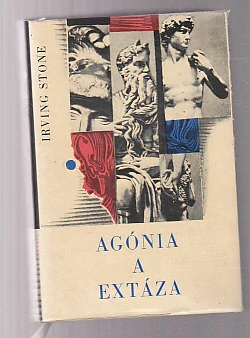 IRVING STONE
AGÓNIA
A
EXTÁZA